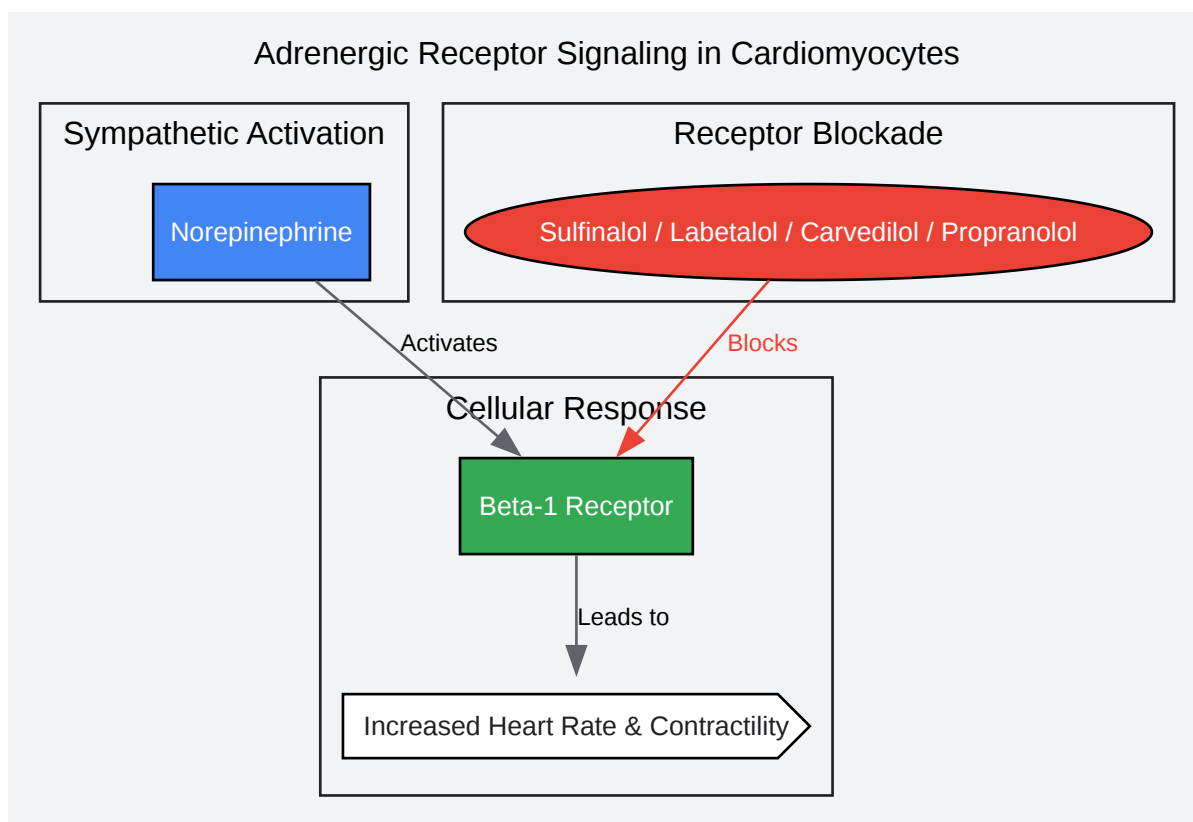 Adrenergic Receptor Signaling in Cardiomyocytes
Sympathetic Activation
Receptor Blockade
Norepinephrine
Sulfinalol / Labetalol / Carvedilol / Propranolol
Activates
Blocks
Cellular Response
Beta-1 Receptor
Leads to
Increased Heart Rate & Contractility